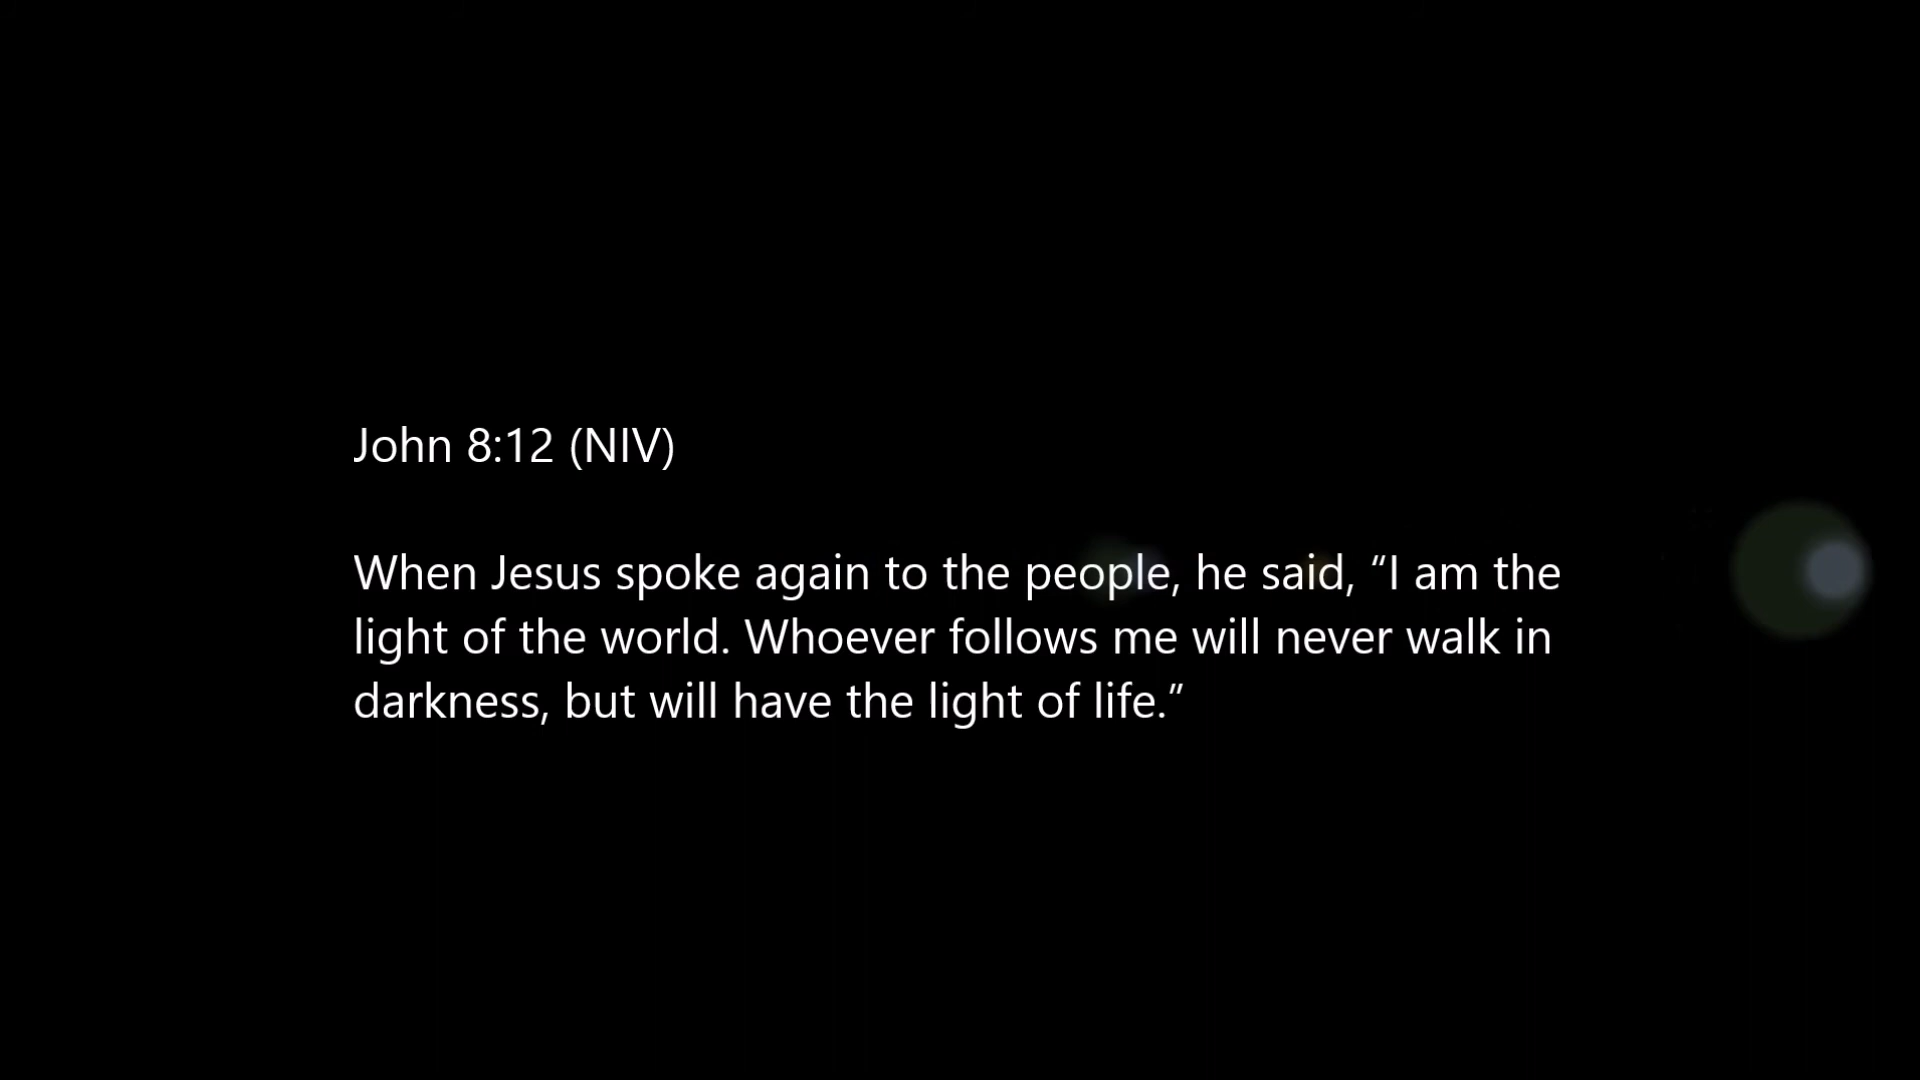 John 8:12 (NIV)
When Jesus spoke again to the people, he said, “I am the
light of the world. Whoever follows me will never walk in
darkness, but will have the light of life.”